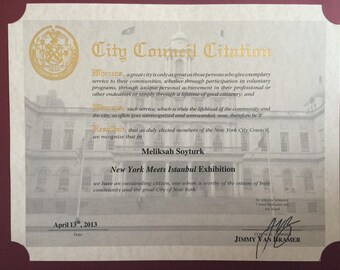 City Council Citation
Whereas, a great city is only as great as those persons who give exemplary
service to their communities, whether through participation in voluntary
programs, through unique personal achievement in their professional or
other endeavors or simply through a lifetime of good citizenry; and
Whereas, such service, which is truly the lifeblood of the community and
the city, so often goes unrecognized and unrewarded; now, therefore be it
Resolved, that as duly elected members of the New York City Council,
we recognize that in
Meliksah Soyturk
New York Meets Istanbul Exhibition
we have an outstanding citizen, one whom is worthy of the esteem of both
community and the great City of New York.
April 13th, 2013
Date
JIMMY VAN BRAMER